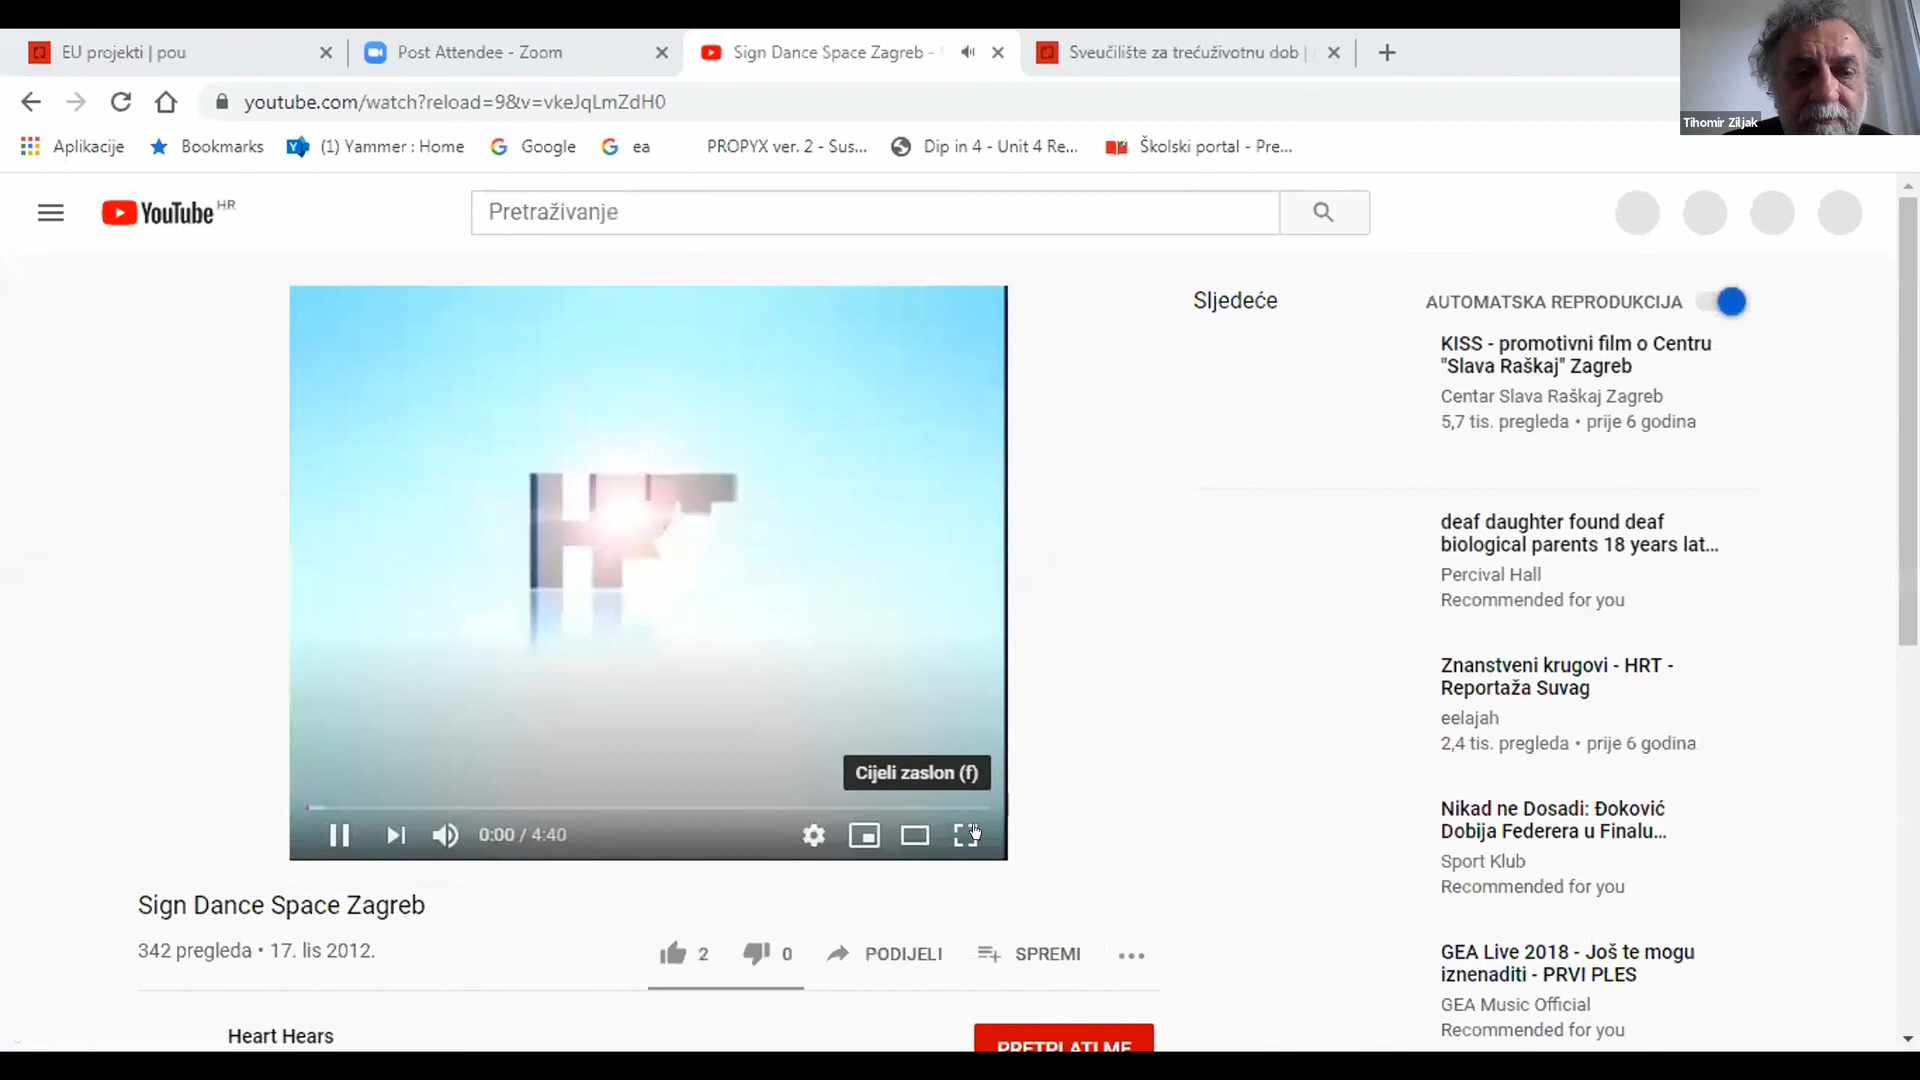 EU projekti | pou
Post Attendee - Zoom
Sign Dance Space Zagreb -
Sveučilište za trećuživotnu dob |
youtube.com/watch?reload=9&v=vkeJqLmZdH0
Aplikacije
Bookmarks
(1) Yammer : Home
Google
ea
PROPYX ver. 2 - Sus...
Dip in 4 - Unit 4 Re...
Školski portal - Pre...
Tihomir Ziljak
YouTube HR
Pretraživanje
Sljedeće
AUTOMATSKA REPRODUKCIJA
KISS - promotivni film o Centru
"Slava Raškaj" Zagreb
Centar Slava Raškaj Zagreb
5,7 tis. pregleda • prije 6 godina
deaf daughter found deaf
biological parents 18 years lat...
Percival Hall
Recommended for you
Znanstveni krugovi - HRT -
Reportaža Suvag
eelajah
2,4 tis. pregleda • prije 6 godina
Nikad ne Dosadi: Đoković
Dobija Federera u Finalu...
Sport Klub
Recommended for you
GEA Live 2018 - Još te mogu
iznenaditi - PRVI PLES
GEA Music Official
Recommended for you
Cijeli zaslon (f)
0:00 / 4:40
Sign Dance Space Zagreb
342 pregleda • 17. lis 2012.
2
0
PODIJELI
SPREMI
Heart Hears
PRETPLATI ME